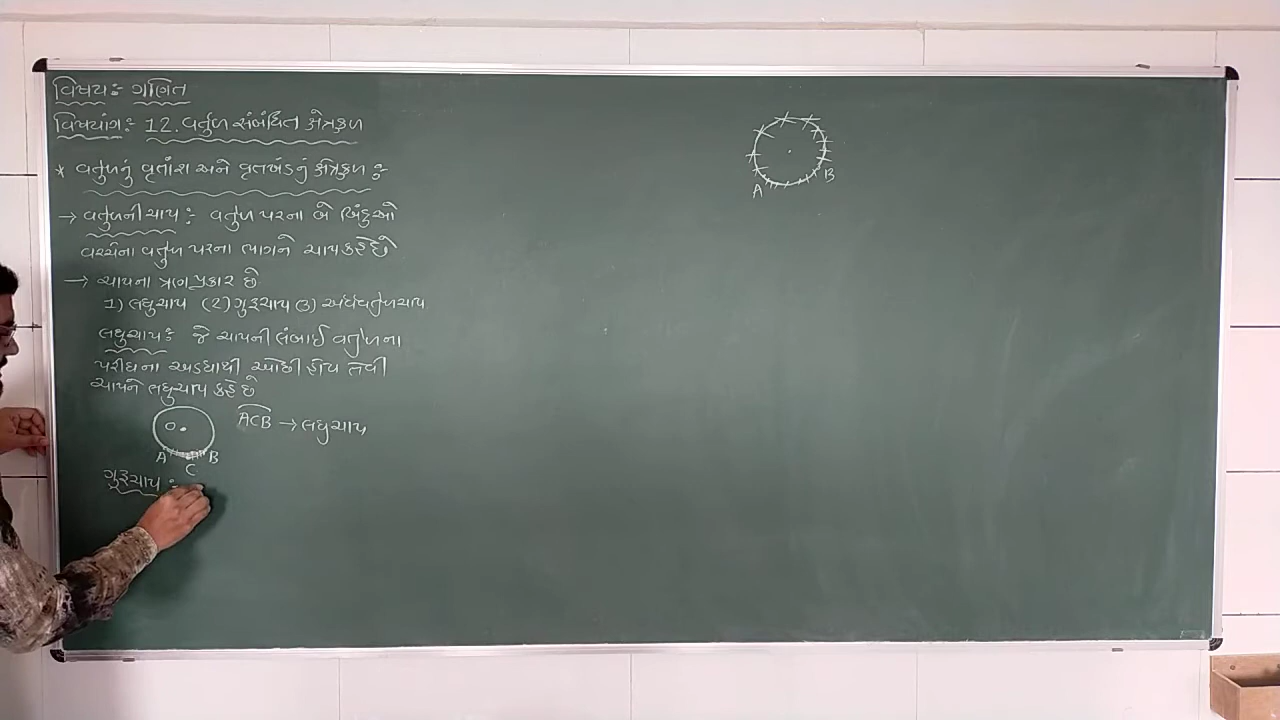 વિષય:- ગણિત
વિષયાંગ:- 12. વર્તુળ સંબંધિત ક્ષેત્રફળ
* વર્તુળનું વૃતાંશ અને વૃતખંડનું ક્ષેત્રફળ :-
→ વર્તુળની ચાપ :- વર્તુળ પરના બે બિંદુઓ
વચ્ચેના વર્તુળ પરના ભાગને ચાપ કહે છે
→ ચાપના ત્રણ પ્રકાર છે
1) લઘુચાપ (2) ગુરૂચાપ (3) અર્ધવર્તુળચાપ
લઘુચાપ :- જે ચાપની લંબાઈ વર્તુળના
પરીઘના અડધાથી ઓછી હોય તેવી
ચાપને લઘુચાપ કહે છે
O
ACB → લઘુચાપ
A B
C
ગુરૂચાપ :-
A B